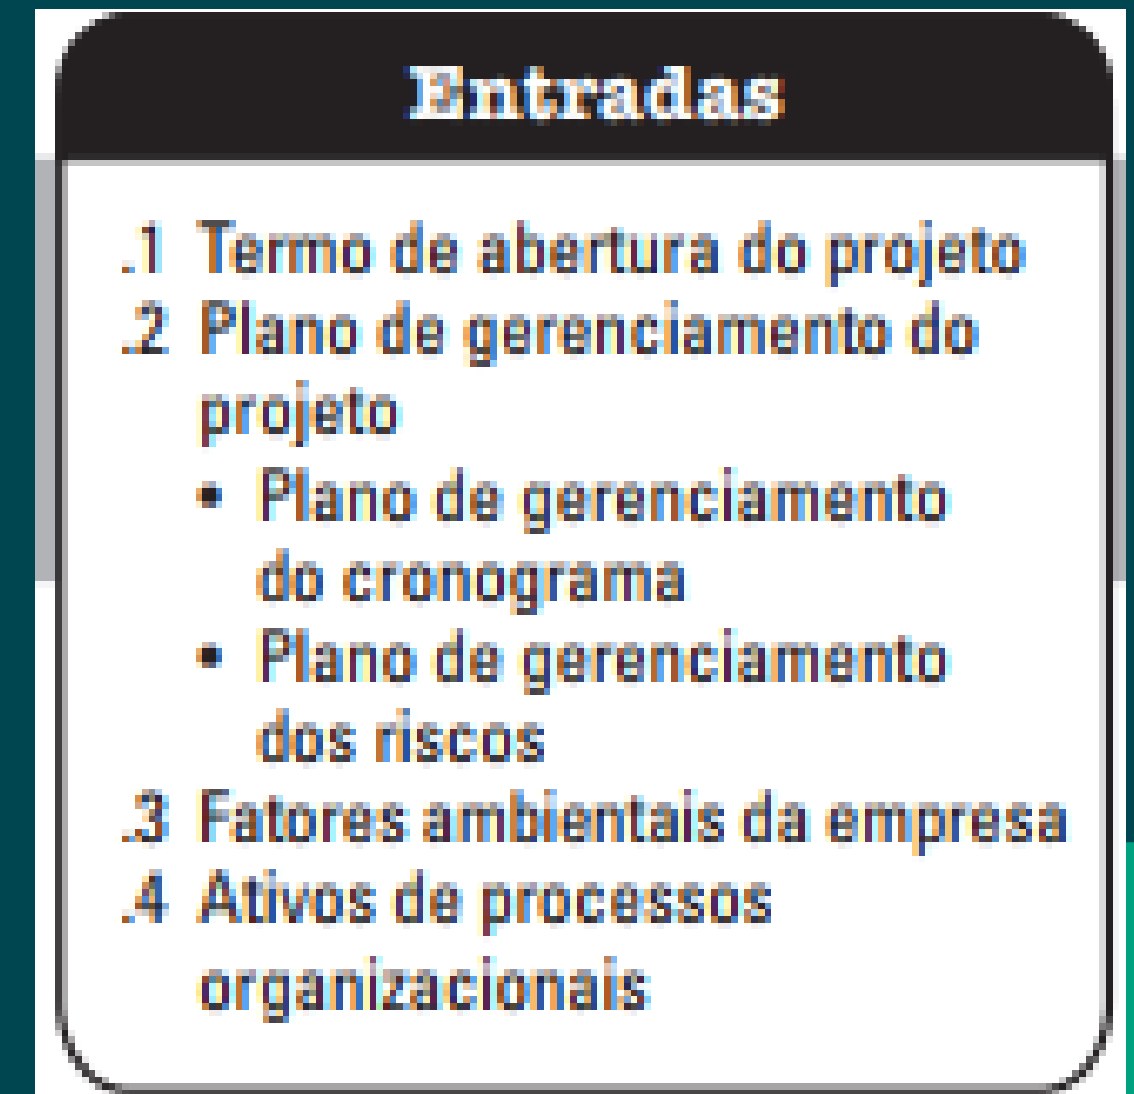 Entradas
.1 Termo de abertura do projeto
.2 Plano de gerenciamento do
projeto
• Plano de gerenciamento
do cronograma
• Plano de gerenciamento
dos riscos
.3 Fatores ambientais da empresa
.4 Ativos de processos
organizacionais